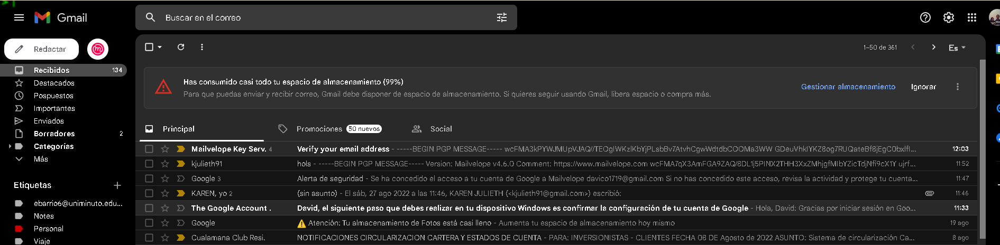 Gmail
Buscar en el correo
Redactar
1–50 de 361
Es
Recibidos 134
Destacados
Pospuestos
Importantes
Enviados
Borradores 2
Categorías
Más
Etiquetas
ebarrio6@uniminuto.edu...
Notes
Personal
Viaje
Has consumido casi todo tu espacio de almacenamiento (99%)
Para que puedas enviar y recibir correo, Gmail debe disponer de espacio de almacenamiento. Si quieres seguir usando Gmail, libera espacio o compra más.
Gestionar almacenamiento Ignorar
Principal Promociones 50 nuevos Social
Mailvelope Key Serv. 4 Verify your email address - -----BEGIN PGP MESSAGE----- 12:03
kjulieth91 hols - -----BEGIN PGP MESSAGE----- Version: Mailvelope v4.6.0 Comment: https://www.mailvelope.com 11:52
Google 3 Alerta de seguridad - Se ha concedido el acceso a tu cuenta de Google a Mailvelope davico1719@gmail.com Si no has concedido este acceso, revisa la actividad y protege tu cuenta... 11:47
KAREN, yo 2 (sin asunto) - El sáb, 27 ago 2022 a las 11:46, KAREN JULIETH (<kjulieth91@gmail.com>) escribió: 11:46
The Google Account . David, el siguiente paso que debes realizar en tu dispositivo Windows es confirmar la configuración de tu cuenta de Google - Hola, David: Gracias por iniciar sesión en Goo... 11:33
Google ⚠️ Atención: Tu almacenamiento de Fotos está casi lleno - Aumenta tu espacio de almacenamiento hoy mismo 19 ago
Cualamana Club Resi. NOTIFICACIONES CIRCULARIZACION CARTERA Y ESTADOS DE CUENTA - PARA: INVERSIONISTAS - CLIENTES FECHA 08 DE Agosto de 2022 ASUNTO: Sistema de circularización Ca... 8 ago